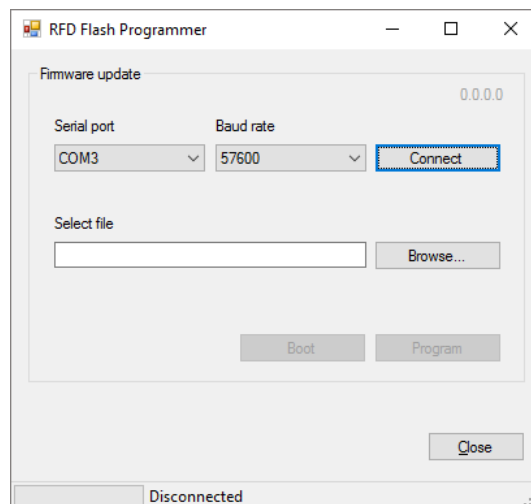 RFD Flash Programmer
Firmware update
0.0.0.0
Serial port Baud rate
COM3 57600 Connect
Select file
Browse...
Boot Program
Close
Disconnected